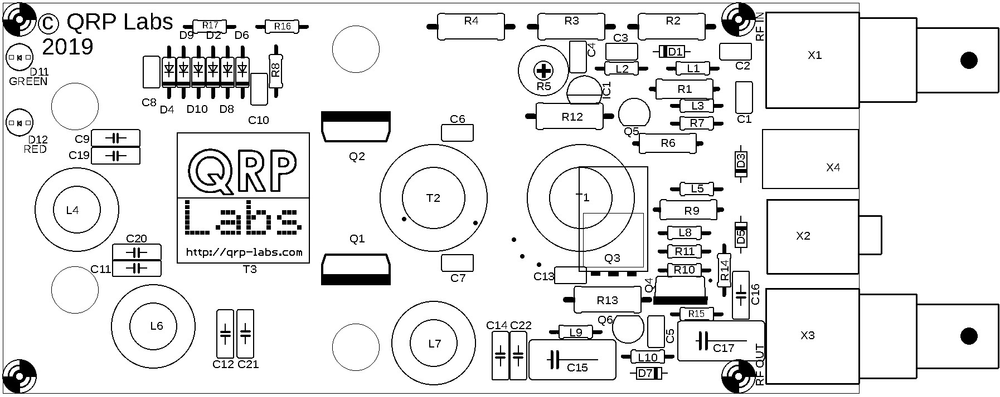 © QRP Labs
2019
R17
R16
D9
D2
D6
R4
R3
R2
RF IN
C3
C4
D1
C2
X1
D11
GREEN
R8
L2
L1
R5
IC1
R1
C8
D4
D10
D8
C10
L3
C1
R12
Q5
R7
C6
D12
RED
C9
C19
R6
Q2
D3
X4
QRP
Labs
http://qrp-labs.com
T3
L4
T2
T1
L5
R9
L8
D5
X2
C20
Q1
R11
Q3
C11
R10
R14
C7
C13
Q4
C16
R13
R15
L6
Q6
C14
C22
L9
C5
X3
L7
C17
L10
C12
C21
C15
D7
RF OUT